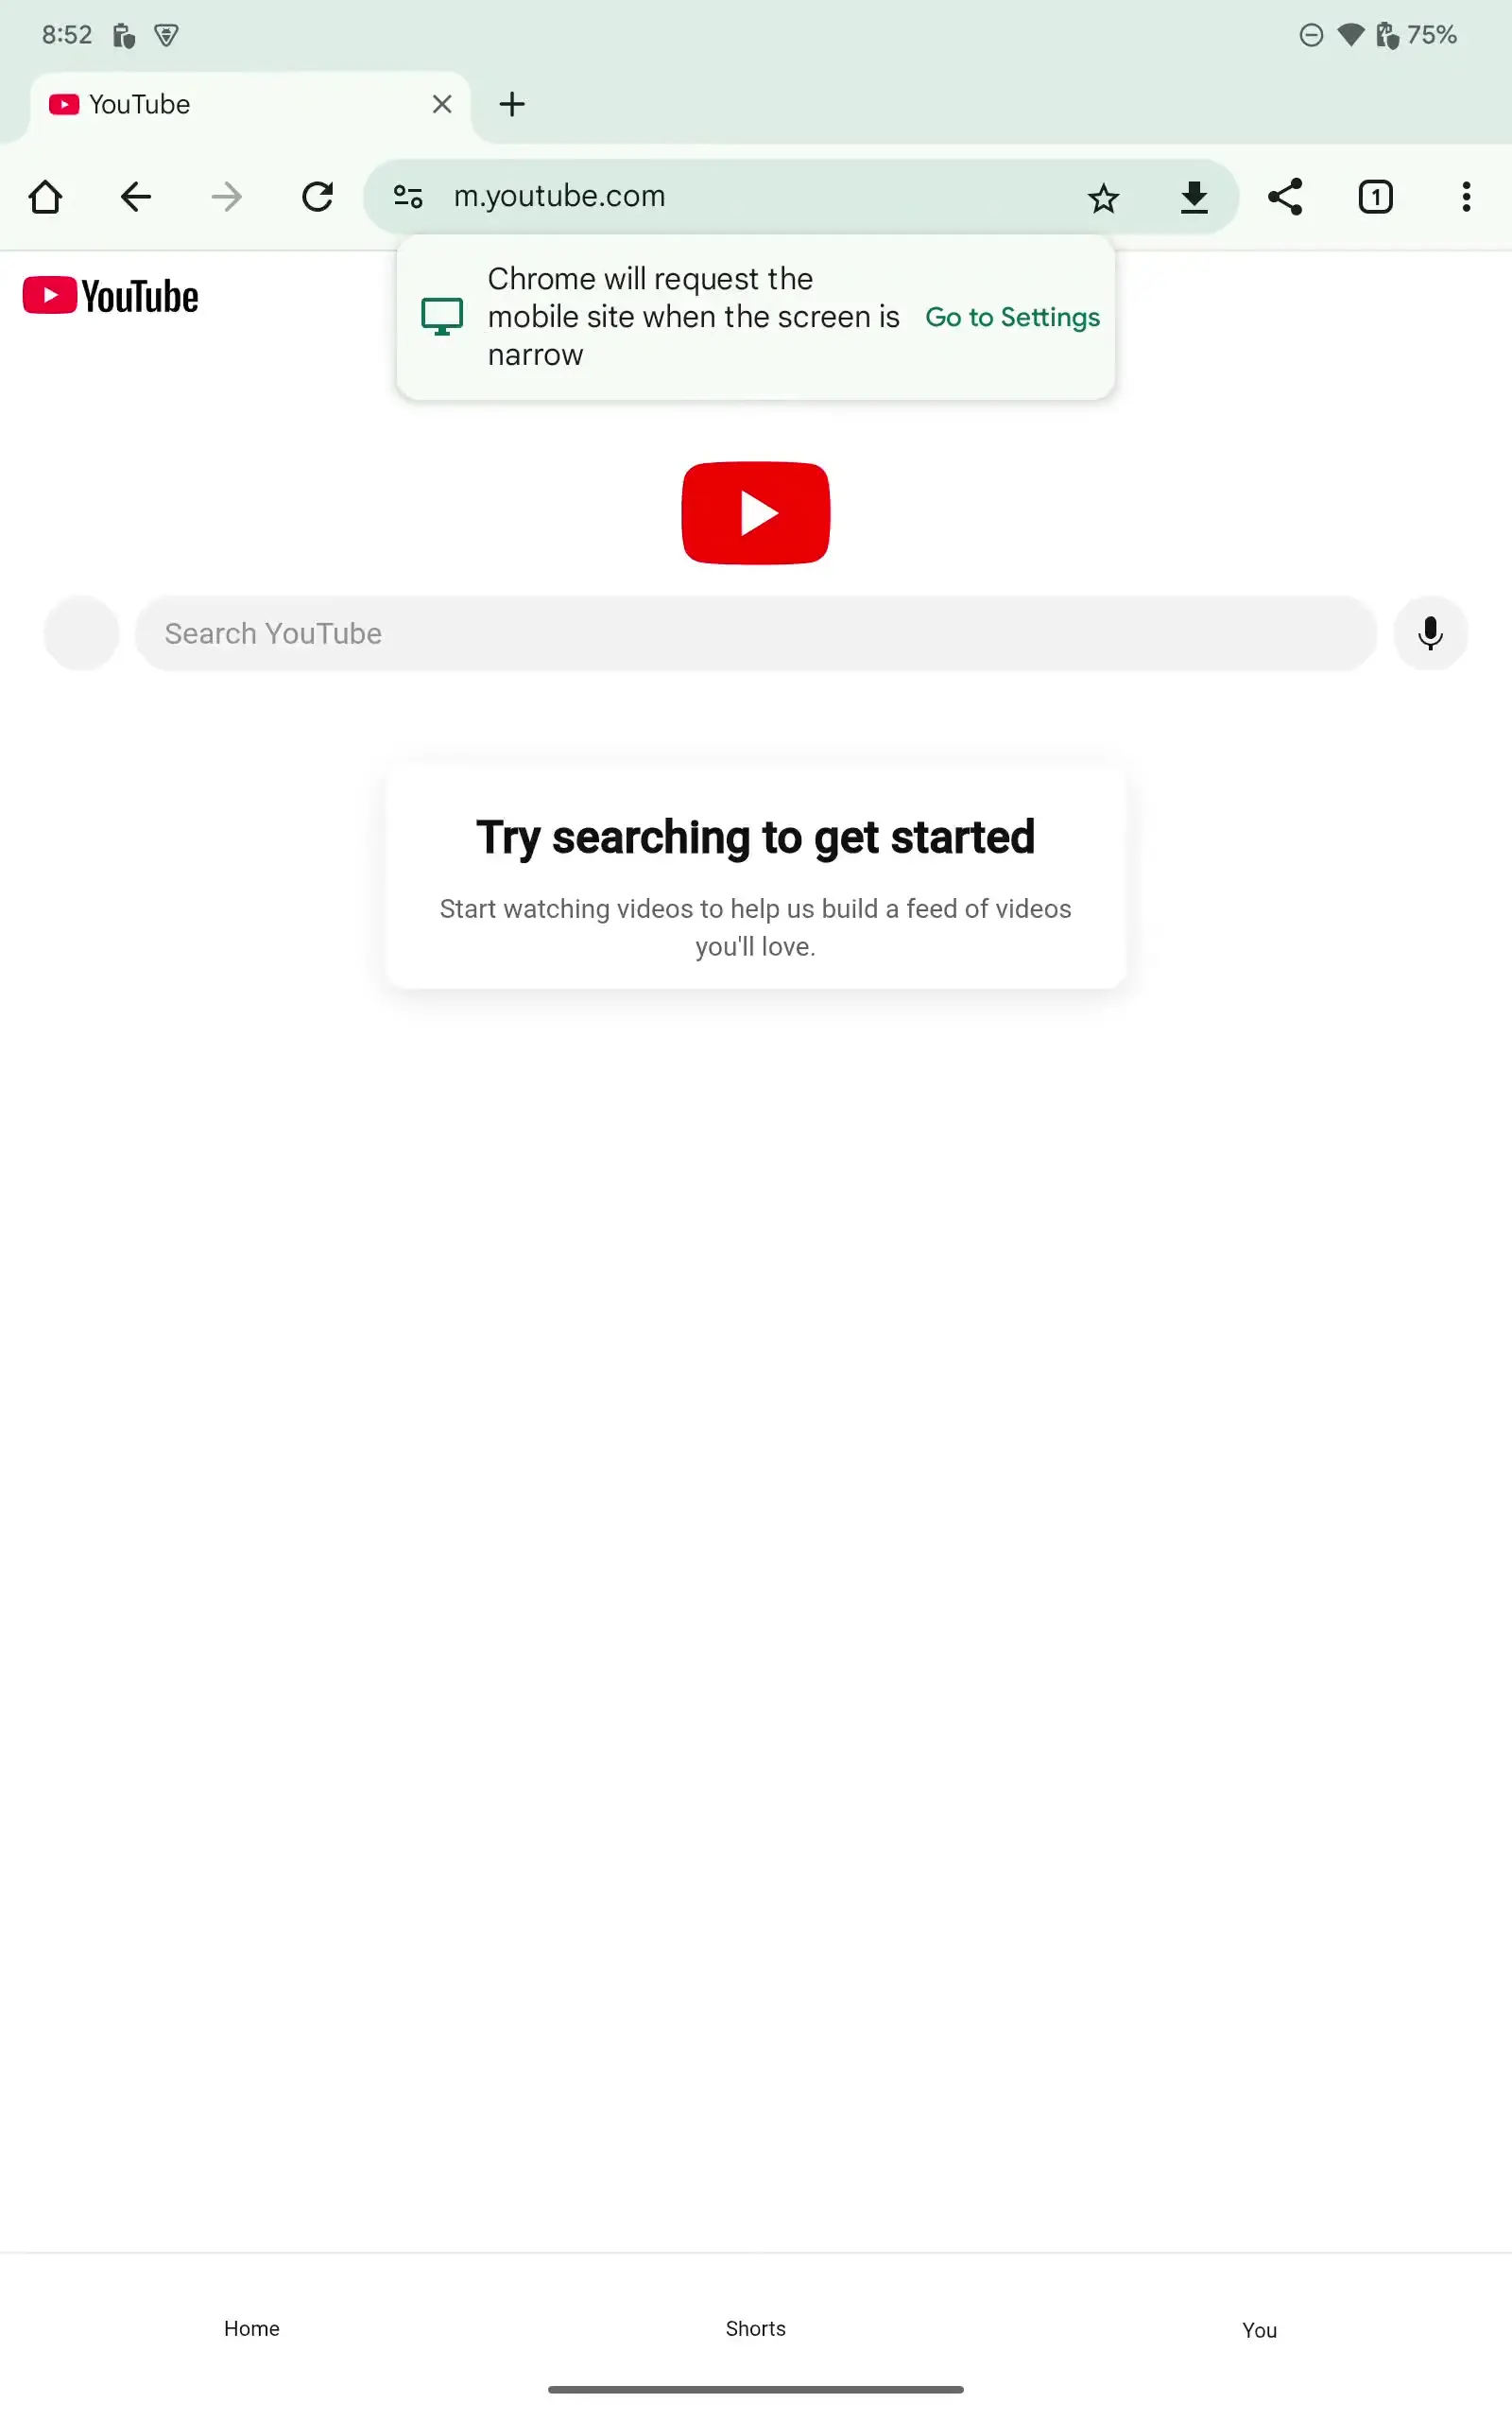 8:52
75%
YouTube
m.youtube.com
1
YouTube
Chrome will request the
mobile site when the screen is
narrow
Go to Settings
Search YouTube
Try searching to get started
Start watching videos to help us build a feed of videos
you'll love.
Home
Shorts
You